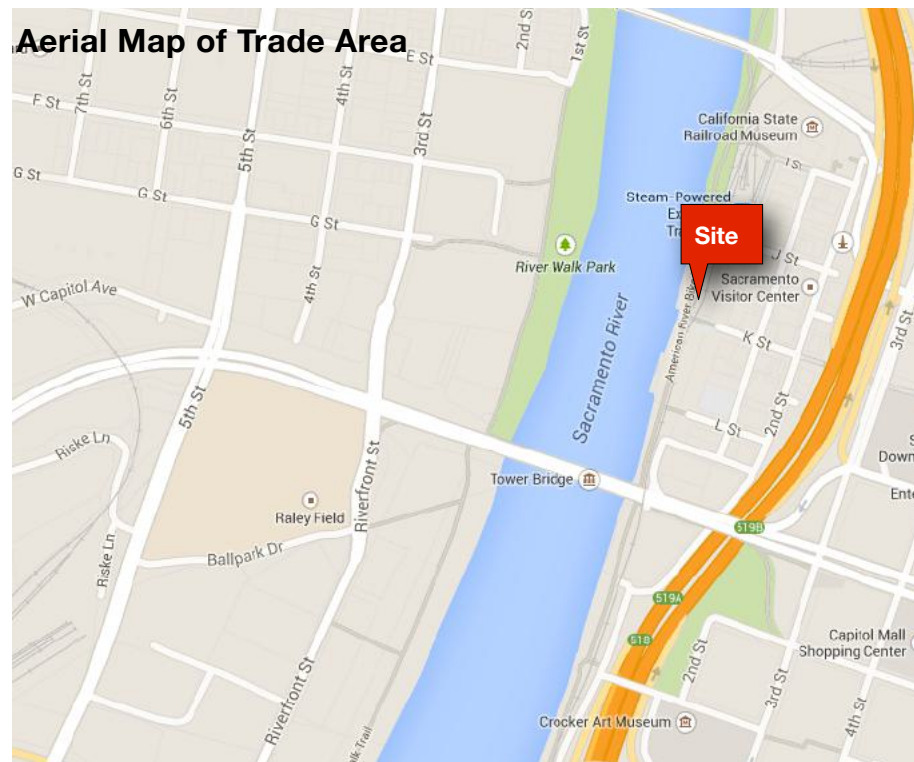 Aerial Map of Trade Area
2nd St
1st St
E St
7th St
6th St
4th St
3rd St
F St
5th St
G St
G St
G St
4th St
W Capitol Ave
California State
Railroad Museum
I St
Steam-Powered
Site
J St
River Walk Park
Sacramento
Visitor Center
American River Bike
Sacramento River
K St
3rd St
2nd St
L St
5th St
Riske Ln
Riverfront St
Tower Bridge
Raley Field
Ballpark Dr
Riske Ln
519B
519A
518
2nd St
Capitol Mall
Shopping Center
Riverfront St
3rd St
4th St
Crocker Art Museum